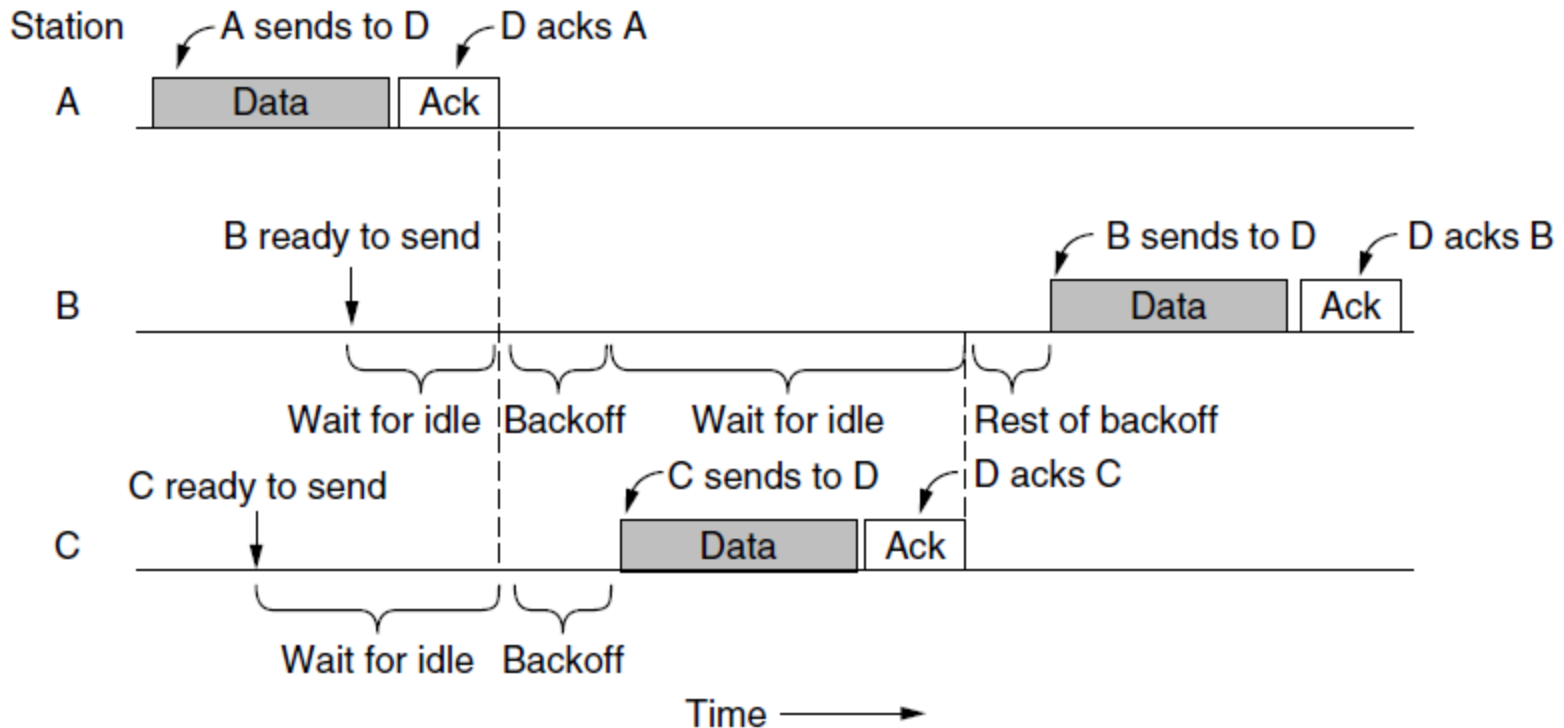 Station
A sends to D
D acks A
A
Data
Ack
B ready to send
B sends to D
D acks B
B
Data
Ack
Wait for idle
Backoff
Wait for idle
Rest of backoff
C ready to send
C sends to D
D acks C
C
Data
Ack
Wait for idle
Backoff
Time